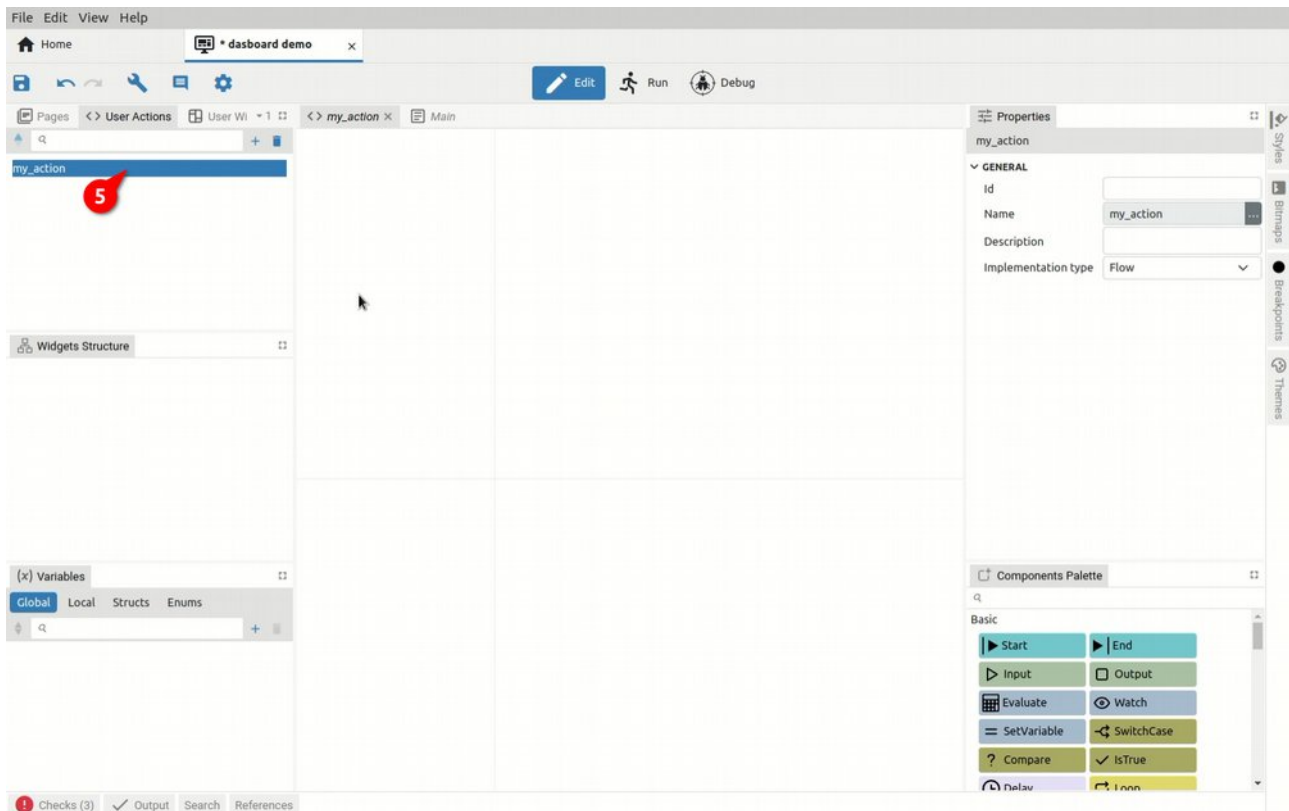 File Edit View Help
Home * dasboard demo ×
Edit Run Debug
Pages <> User Actions User Wi 1 <> my_action × Main Properties
my_action
my_action
5
GENERAL
Id
Name my_action ...
Description
Implementation type Flow
Styles
Bitmaps
Breakpoints
Themes
Widgets Structure
(x) Variables
Global Local Structs Enums
Components Palette
Basic
Start End
Input Output
Evaluate Watch
= SetVariable SwitchCase
? Compare IsTrue
Delay Loop
Checks (3) Output Search References